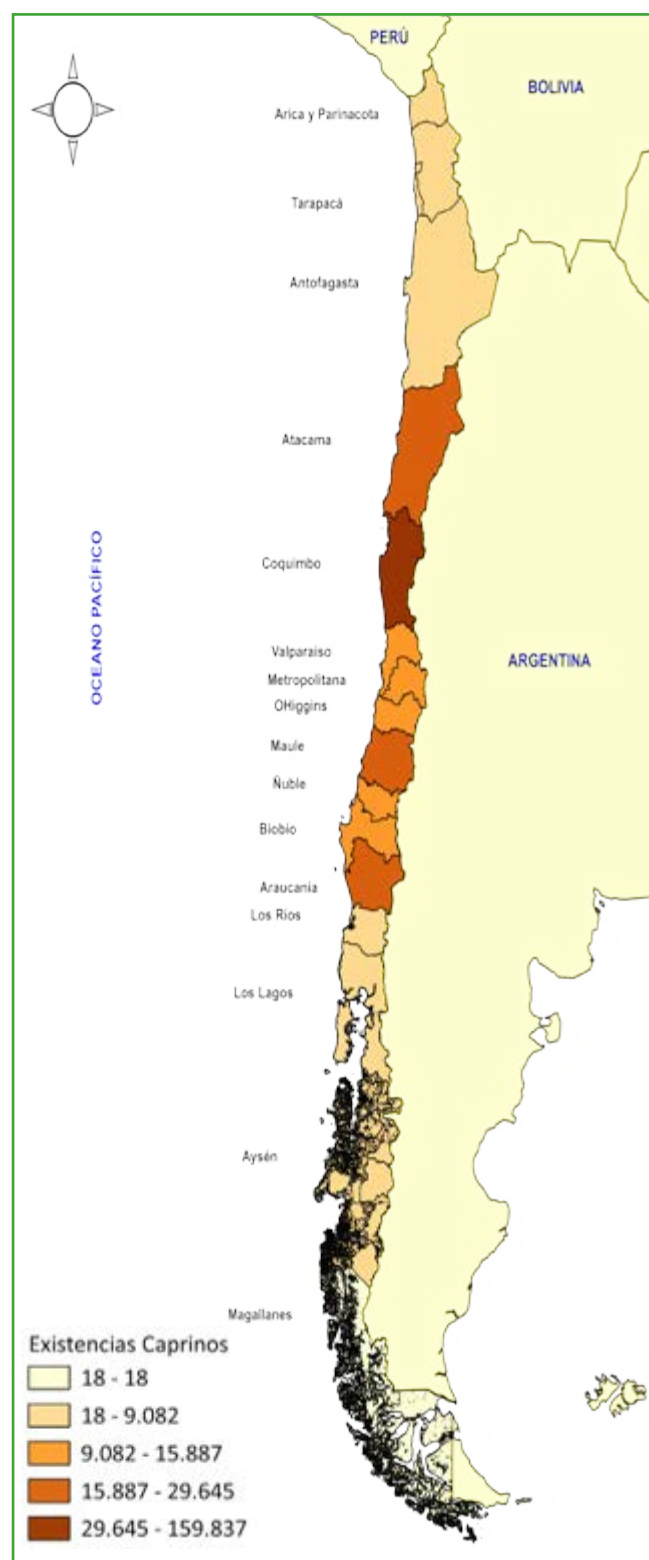 PERÚ
BOLIVIA
Arica y Parinacota
Tarapacá
Antofagasta
Atacama
OCEANO PACÍFICO
Coquimbo
Valparaiso
ARGENTINA
Metropolitana
OHiggins
Maule
Ñuble
Biobio
Araucania
Los Rios
Los Lagos
Aysén
Magallanes
Existencias Caprinos
18 - 18
18 - 9.082
9.082 - 15.887
15.887 - 29.645
29.645 - 159.837